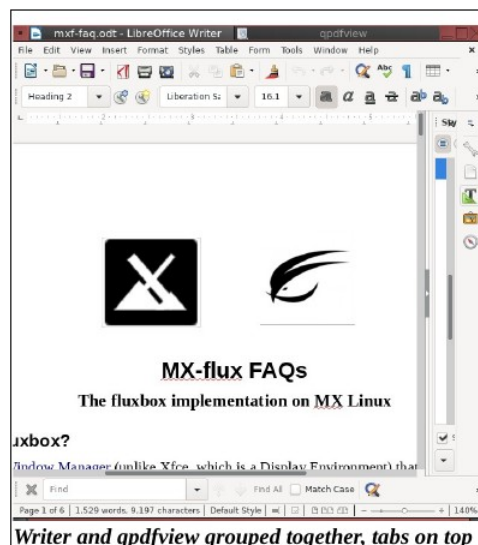 mxf-faq.odt - LibreOffice Writer qpdfview
File Edit View Insert Format Styles Table Form Tools Window Help
Heading 2 Liberation Sa 16.1
MX-flux FAQs
The fluxbox implementation on MX Linux
uxbox?
Window Manager (unlike Xfce, which is a Display Environment) that
Find Find All Match Case
Page 1 of 6 1,529 words, 9,197 characters Default Style 140%
Writer and qpdfview grouped together, tabs on top